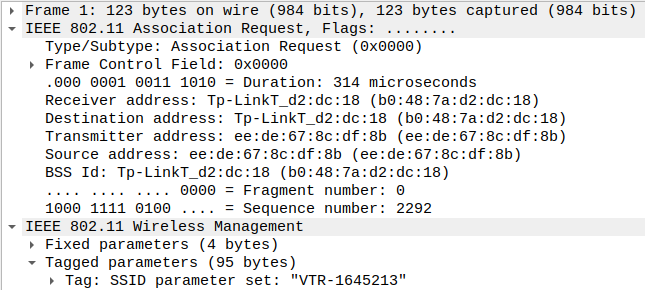 Frame 1: 123 bytes on wire (984 bits), 123 bytes captured (984 bits)
IEEE 802.11 Association Request, Flags: ........
Type/Subtype: Association Request (0x0000)
Frame Control Field: 0x0000
.000 0001 0011 1010 = Duration: 314 microseconds
Receiver address: Tp-LinkT_d2:dc:18 (b0:48:7a:d2:dc:18)
Destination address: Tp-LinkT_d2:dc:18 (b0:48:7a:d2:dc:18)
Transmitter address: ee:de:67:8c:df:8b (ee:de:67:8c:df:8b)
Source address: ee:de:67:8c:df:8b (ee:de:67:8c:df:8b)
BSS Id: Tp-LinkT_d2:dc:18 (b0:48:7a:d2:dc:18)
.... .... .... 0000 = Fragment number: 0
1000 1111 0100 .... = Sequence number: 2292
IEEE 802.11 Wireless Management
Fixed parameters (4 bytes)
Tagged parameters (95 bytes)
Tag: SSID parameter set: "VTR-1645213"